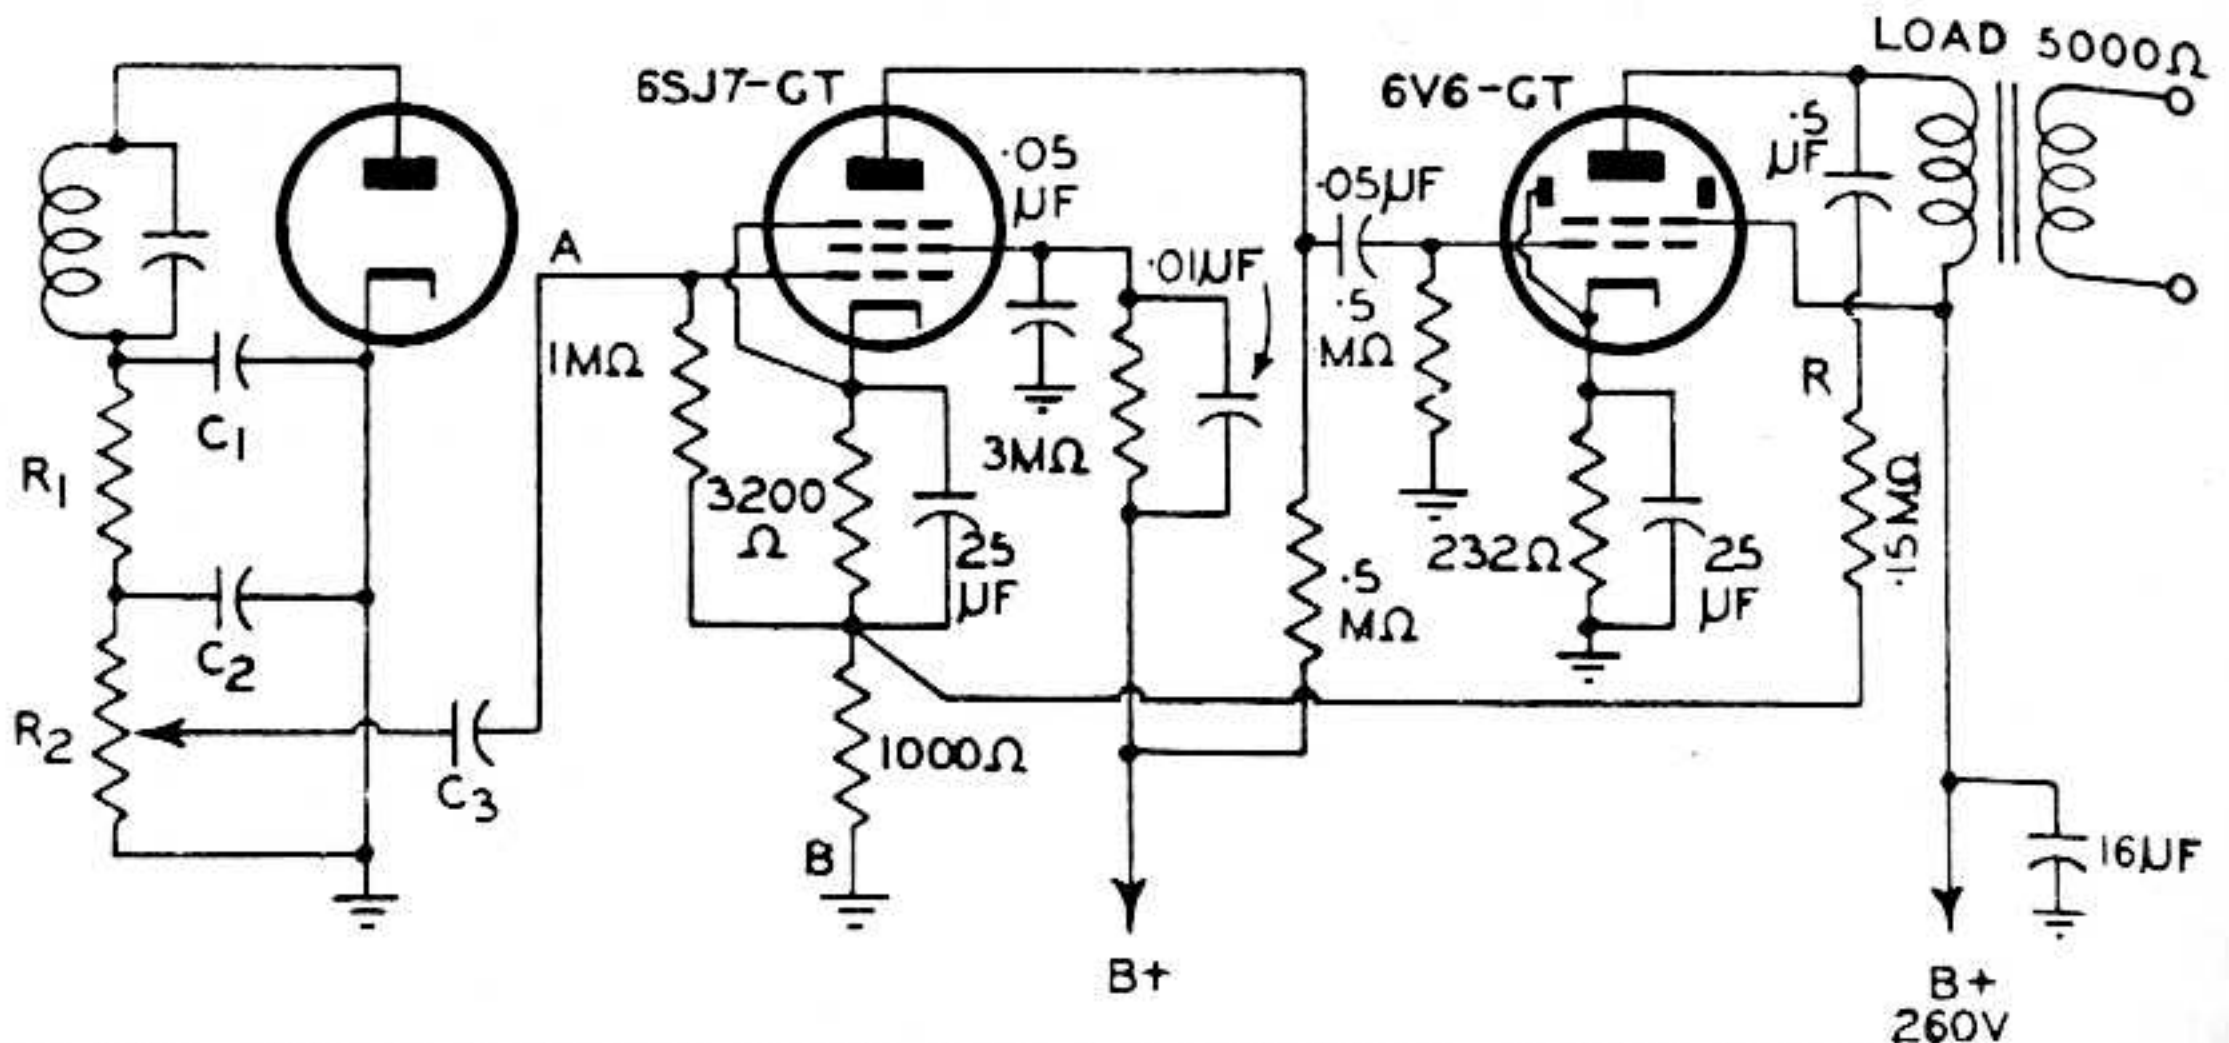 LOAD 5000Ω
6SJ7-GT
6V6-GT
.05
µF
.5
µF
.05µF
A
.01µF
1MΩ
.5
MΩ
R
C1
3MΩ
R1
3200
Ω
25
µF
232Ω
25
µF
.15MΩ
.5
MΩ
C2
R2
1000Ω
C3
B
16µF
B+
B+
260V